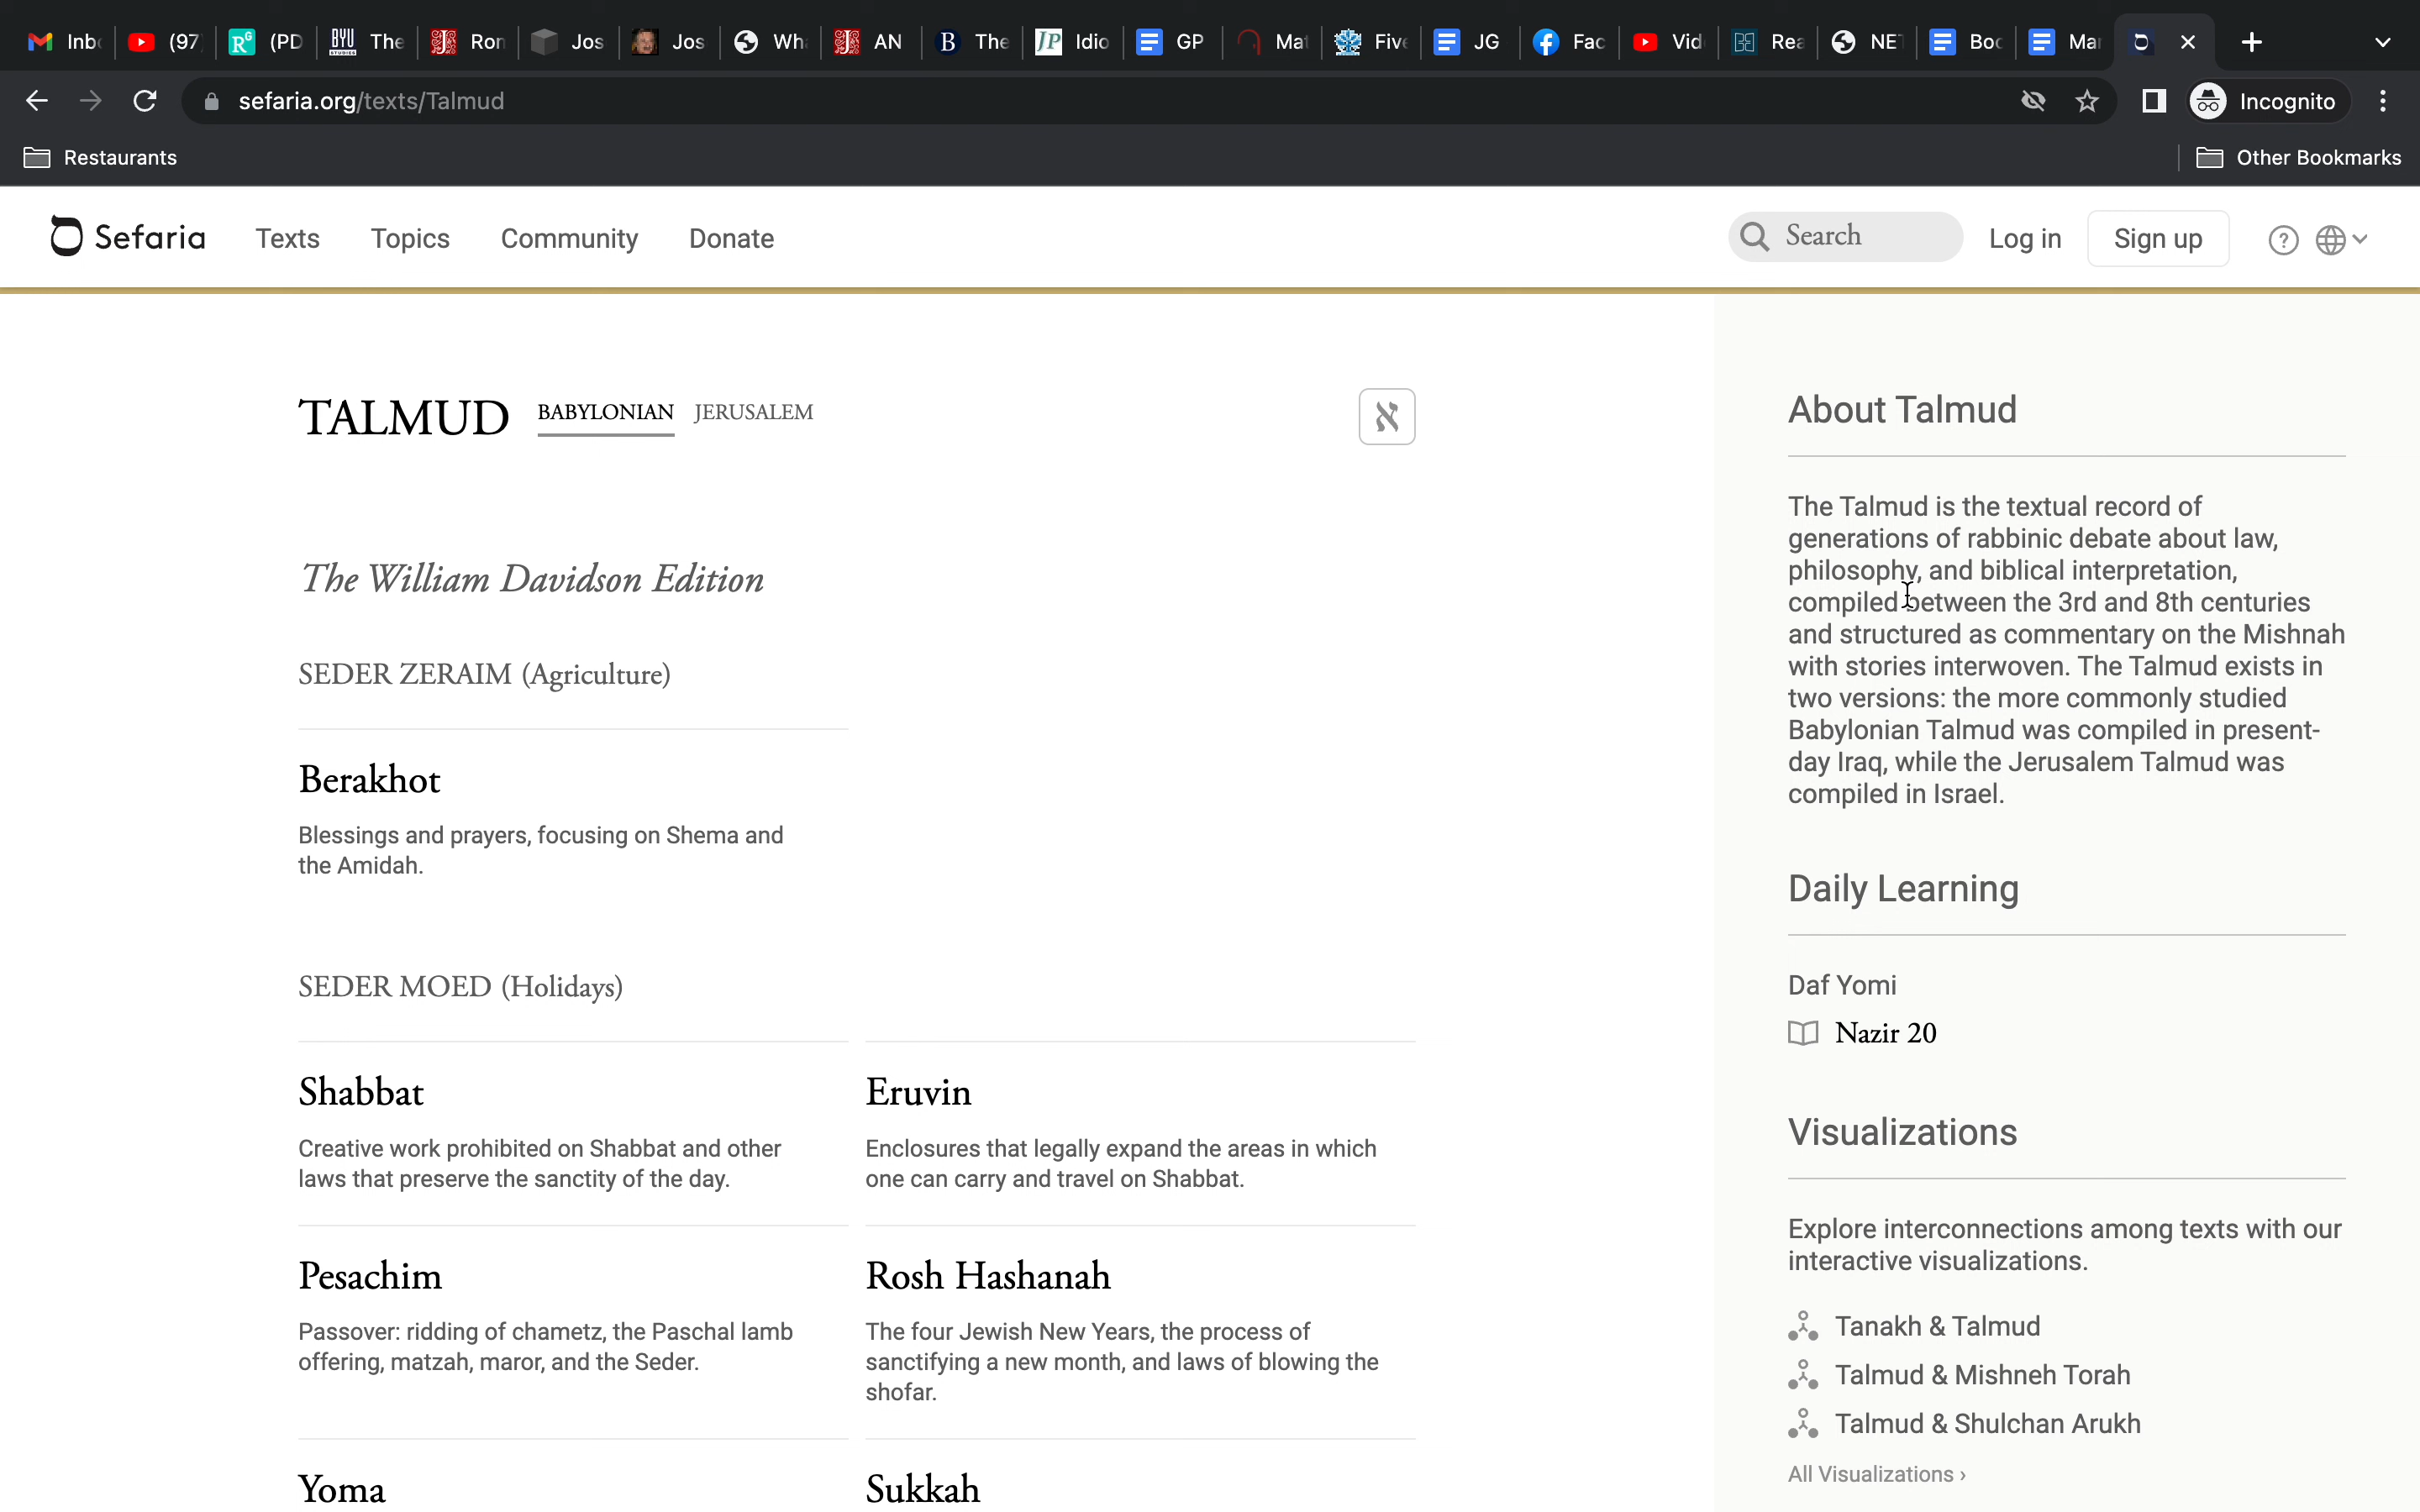 Inb (97 (PD The Ron Jos Jos Wh AN The Idio GP Mat Five JG Fac Vid Rea NET Boo Mar
sefaria.org/texts/Talmud Incognito
Restaurants Other Bookmarks
Sefaria Texts Topics Community Donate Search Log in Sign up
TALMUD BABYLONIAN JERUSALEM א
The William Davidson Edition
SEDER ZERAIM (Agriculture)
Berakhot
Blessings and prayers, focusing on Shema and
the Amidah.
SEDER MOED (Holidays)
Shabbat
Creative work prohibited on Shabbat and other
laws that preserve the sanctity of the day.
Eruvin
Enclosures that legally expand the areas in which
one can carry and travel on Shabbat.
Pesachim
Passover: ridding of chametz, the Paschal lamb
offering, matzah, maror, and the Seder.
Rosh Hashanah
The four Jewish New Years, the process of
sanctifying a new month, and laws of blowing the
shofar.
Yoma
Sukkah
About Talmud
The Talmud is the textual record of
generations of rabbinic debate about law,
philosophy, and biblical interpretation,
compiled between the 3rd and 8th centuries
and structured as commentary on the Mishnah
with stories interwoven. The Talmud exists in
two versions: the more commonly studied
Babylonian Talmud was compiled in present-
day Iraq, while the Jerusalem Talmud was
compiled in Israel.
Daily Learning
Daf Yomi
Nazir 20
Visualizations
Explore interconnections among texts with our
interactive visualizations.
Tanakh & Talmud
Talmud & Mishneh Torah
Talmud & Shulchan Arukh
All Visualizations ›